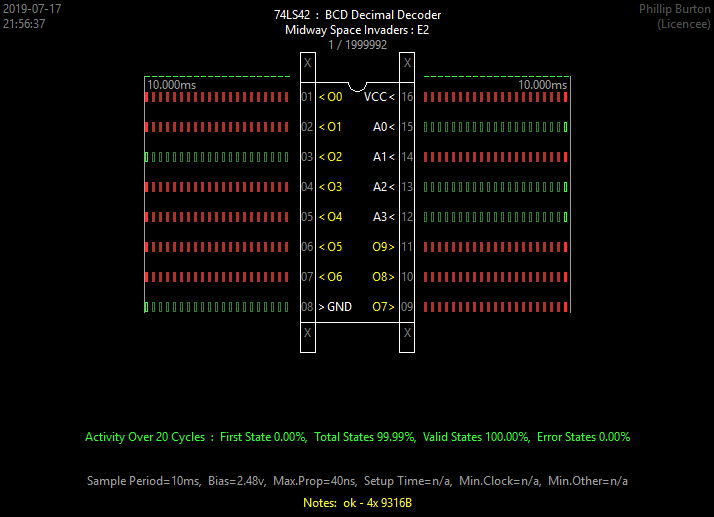 2019-07-17
21:56:37
74LS42 : BCD Decimal Decoder
Midway Space Invaders : E2
1 / 1999992
Phillip Burton
(Licencee)
X X
10.000ms 10.000ms
01 <O0 VCC< 16
02 <O1 A0< 15
03 <O2 A1< 14
04 <O3 A2< 13
05 <O4 A3< 12
06 <O5 O9> 11
07 <O6 O8> 10
08 >GND O7> 09
X X
Activity Over 20 Cycles : First State 0.00%, Total States 99.99%, Valid States 100.00%, Error States 0.00%
Sample Period=10ms, Bias=2.48v, Max.Prop=40ns, Setup Time=n/a, Min.Clock=n/a, Min.Other=n/a
Notes: ok - 4x 9316B